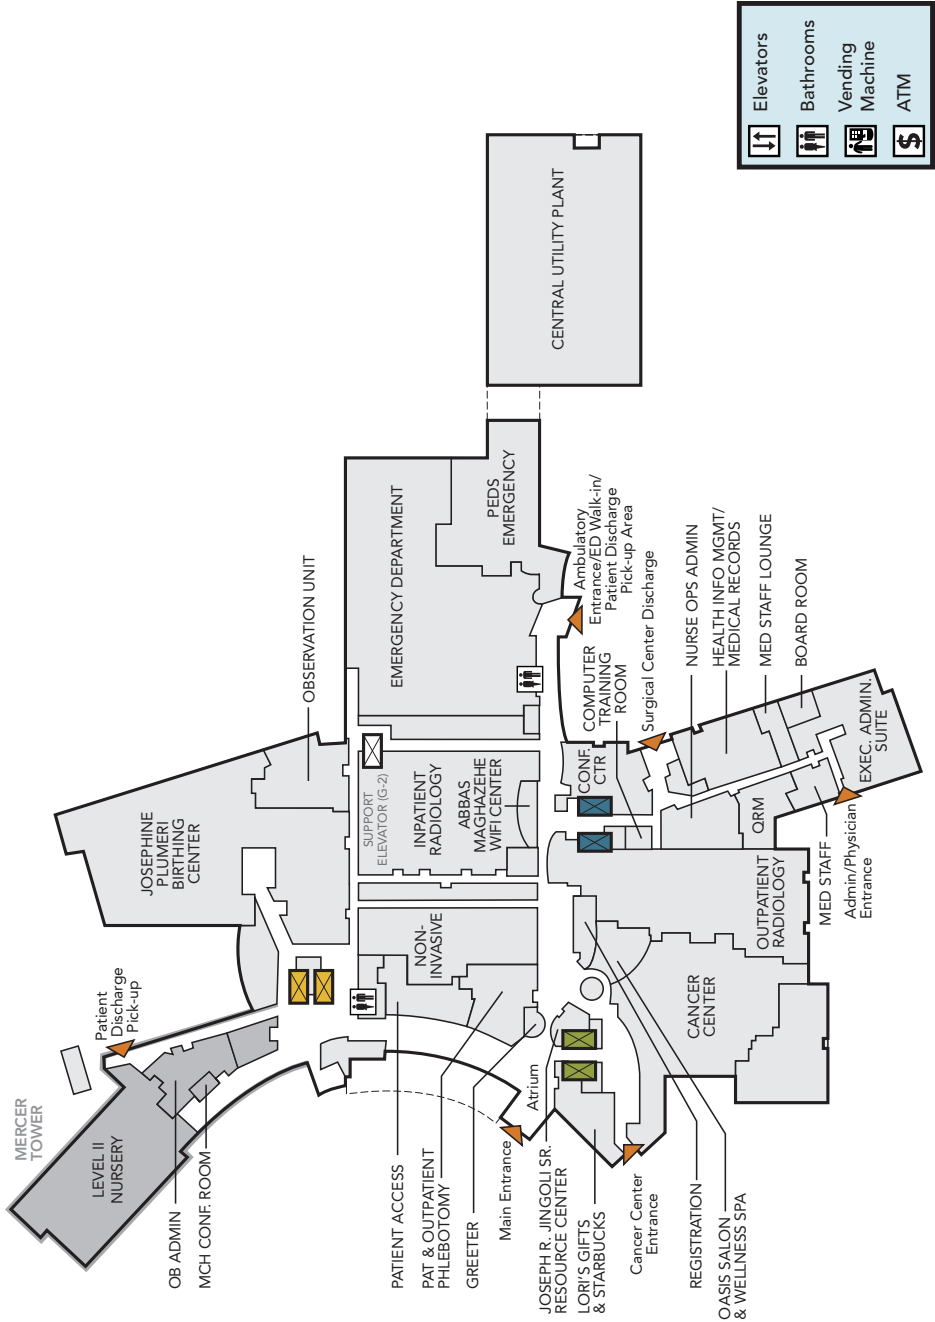 MERCER
TOWER
LEVEL II
NURSERY
OB ADMIN
MCH CONF. ROOM
Patient
Discharge
Pick-up
JOSEPHINE
PLUMERI
BIRTHING
CENTER
OBSERVATION UNIT
SUPPORT
ELEVATOR (G-2)
INPATIENT
RADIOLOGY
ABBAS
MAGHAZEHE
WIFI CENTER
EMERGENCY DEPARTMENT
PEDS
EMERGENCY
CENTRAL UTILITY PLANT
NON-
INVASIVE
PATIENT ACCESS
PAT & OUTPATIENT
PHLEBOTOMY
GREETER
Main Entrance
Atrium
JOSEPH R. JINGOLI SR.
RESOURCE CENTER
LORI'S GIFTS
& STARBUCKS
Cancer Center
Entrance
REGISTRATION
OASIS SALON
& WELLNESS SPA
CANCER
CENTER
OUTPATIENT
RADIOLOGY
CONF.
CTR
COMPUTER
TRAINING
ROOM
Ambulatory
Entrance/ED Walk-in/
Patient Discharge
Pick-up Area
Surgical Center Discharge
NURSE OPS ADMIN
HEALTH INFO MGMT/
MEDICAL RECORDS
MED STAFF LOUNGE
BOARD ROOM
QRM
MED STAFF
EXEC. ADMIN.
SUITE
Admin/Physician
Entrance
Elevators
Bathrooms
Vending
Machine
$ ATM